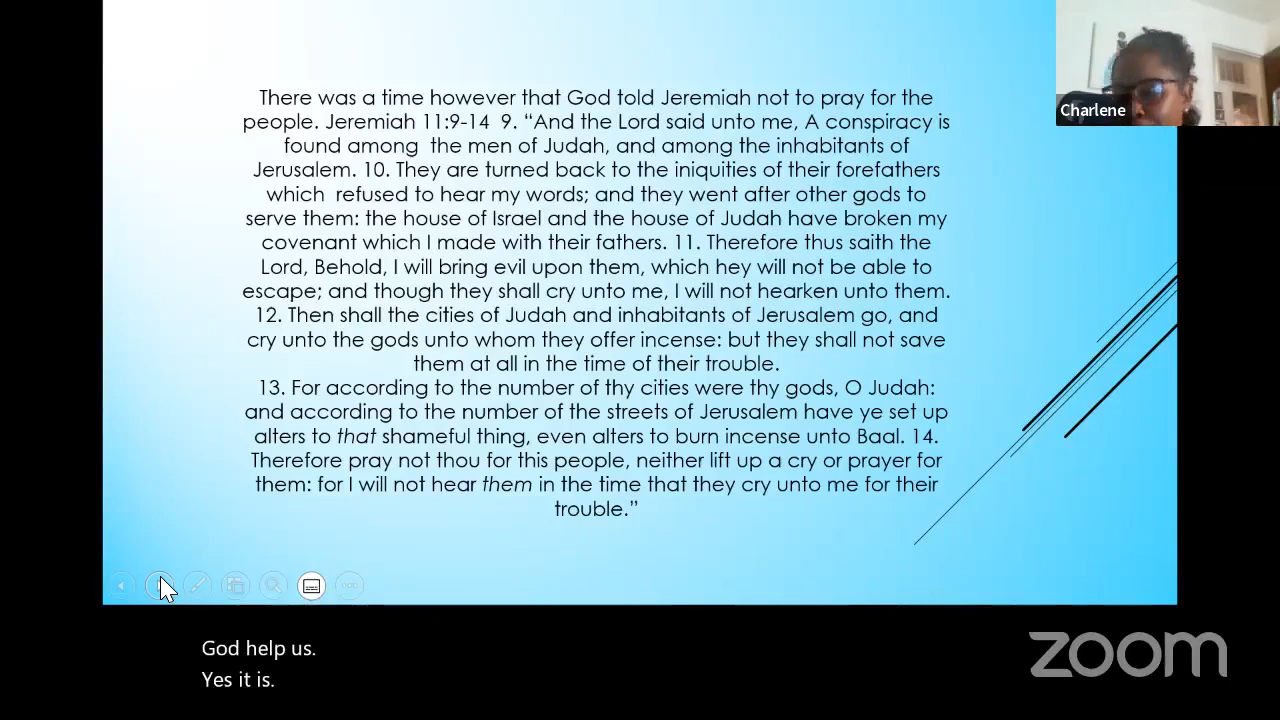 There was a time however that God told Jeremiah not to pray for the
people. Jeremiah 11:9-14 9. “And the Lord said unto me, A conspiracy is
found among the men of Judah, and among the inhabitants of
Jerusalem. 10. They are turned back to the iniquities of their forefathers
which refused to hear my words; and they went after other gods to
serve them: the house of Israel and the house of Judah have broken my
covenant which I made with their fathers. 11. Therefore thus saith the
Lord, Behold, I will bring evil upon them, which hey will not be able to
escape; and though they shall cry unto me, I will not hearken unto them.
12. Then shall the cities of Judah and inhabitants of Jerusalem go, and
cry unto the gods unto whom they offer incense: but they shall not save
them at all in the time of their trouble.
13. For according to the number of thy cities were thy gods, O Judah:
and according to the number of the streets of Jerusalem have ye set up
alters to that shameful thing, even alters to burn incense unto Baal. 14.
Therefore pray not thou for this people, neither lift up a cry or prayer for
them: for I will not hear them in the time that they cry unto me for their
trouble.”
Charlene
God help us.
Yes it is.
zoom